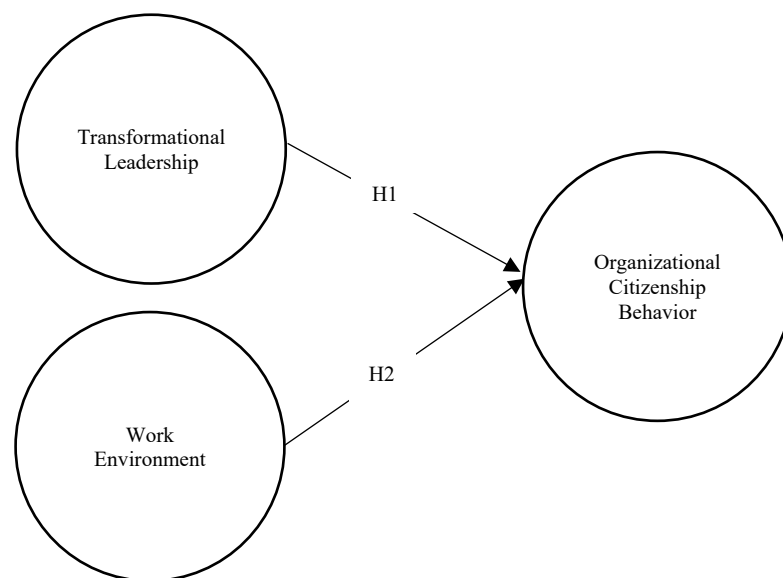 Transformational
Leadership
H1
Organizational
Citizenship
Behavior
H2
Work
Environment